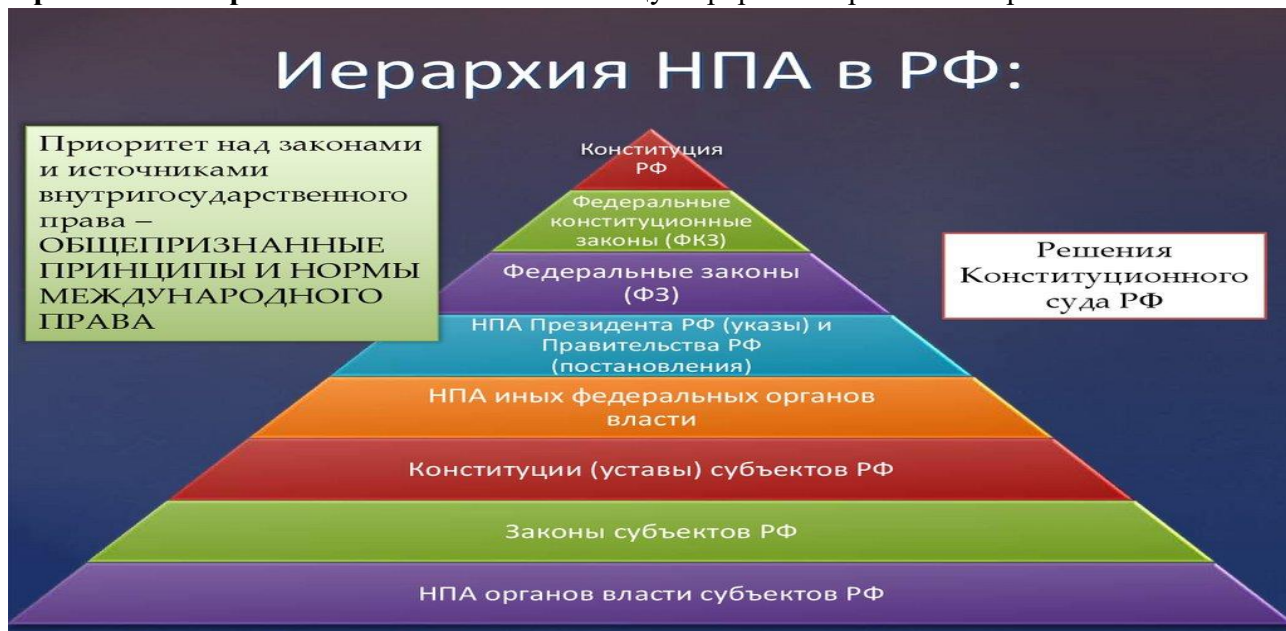 Иерархия НПА в РФ:
Приоритет над законами
и источниками
внутригосударственного
права –
ОБЩЕПРИЗНАННЫЕ
ПРИНЦИПЫ И НОРМЫ
МЕЖДУНАРОДНОГО
ПРАВА
Конституция
РФ
Федеральные
конституционные
законы (ФКЗ)
Федеральные законы
(ФЗ)
НПА Президента РФ (указы) и
Правительства РФ
(постановления)
НПА иных федеральных органов
власти
Конституции (уставы) субъектов РФ
Законы субъектов РФ
НПА органов власти субъектов РФ
Решения
Конституционного
суда РФ